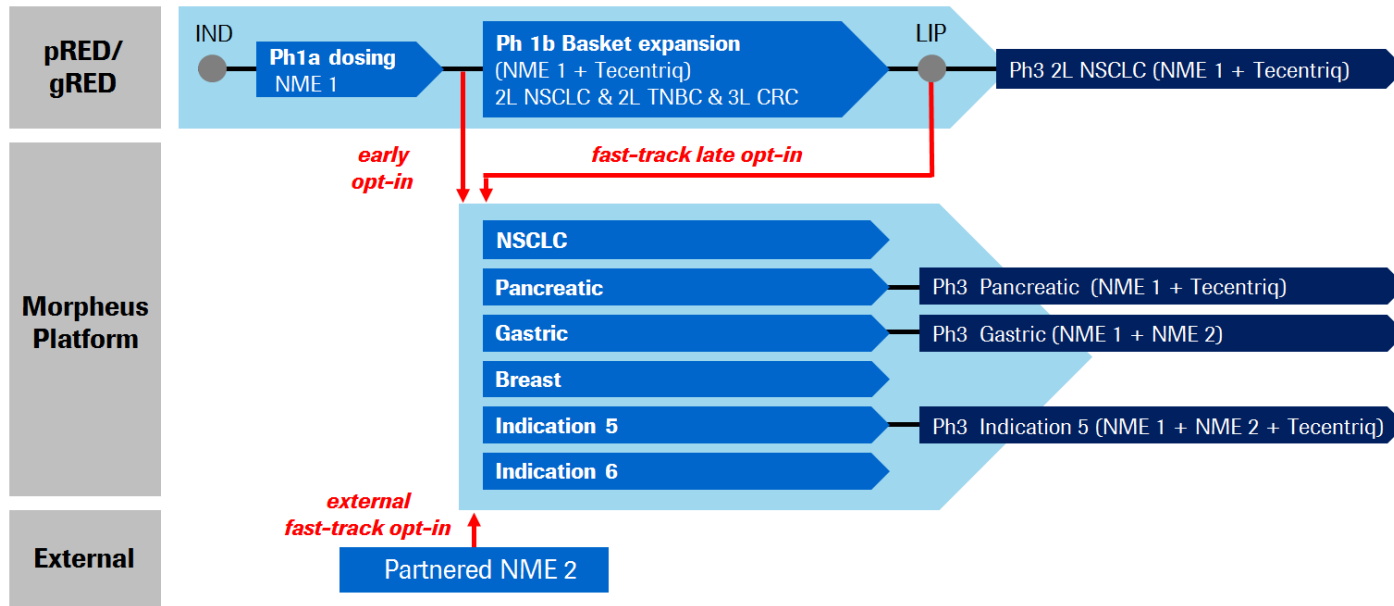 pRED/
gRED
IND
Ph1a dosing
NME 1
Ph 1b Basket expansion
(NME 1 + Tecentriq)
2L NSCLC & 2L TNBC & 3L CRC
LIP
Ph3 2L NSCLC (NME 1 + Tecentriq)
early
opt-in
fast-track late opt-in
Morpheus
Platform
NSCLC
Pancreatic
Ph3 Pancreatic (NME 1 + Tecentriq)
Gastric
Ph3 Gastric (NME 1 + NME 2)
Breast
Indication 5
Ph3 Indication 5 (NME 1 + NME 2 + Tecentriq)
Indication 6
external
fast-track opt-in
External
Partnered NME 2